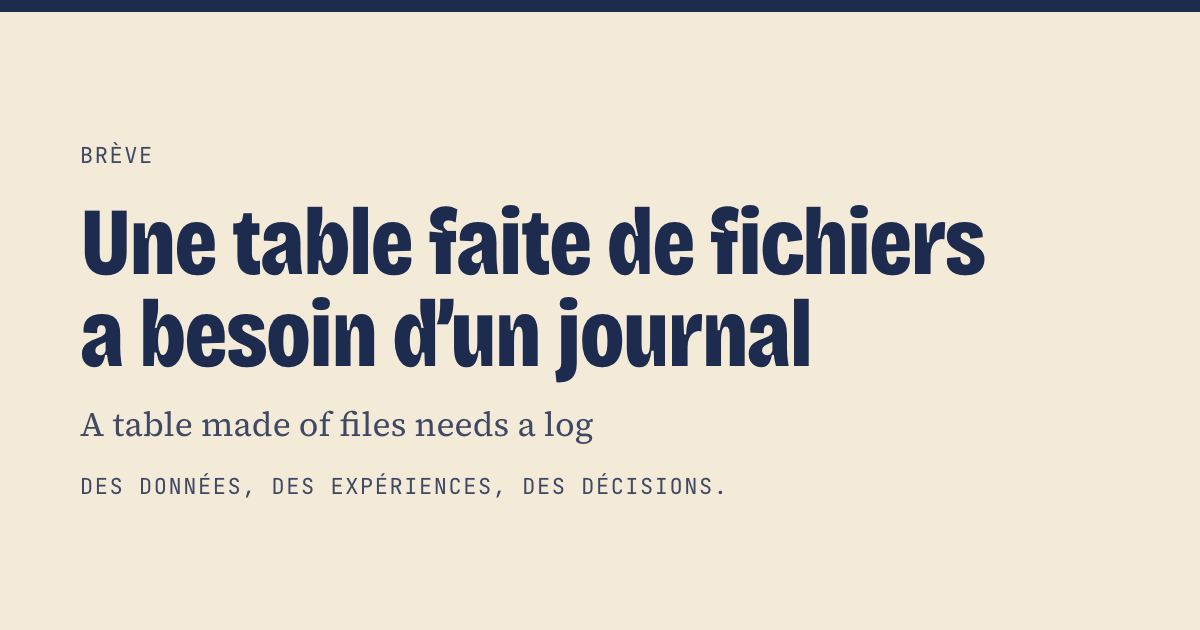 BRÈVE
Une table faite de fichiers
a besoin d’un journal
A table made of files needs a log
DES DONNÉES, DES EXPÉRIENCES, DES DÉCISIONS.